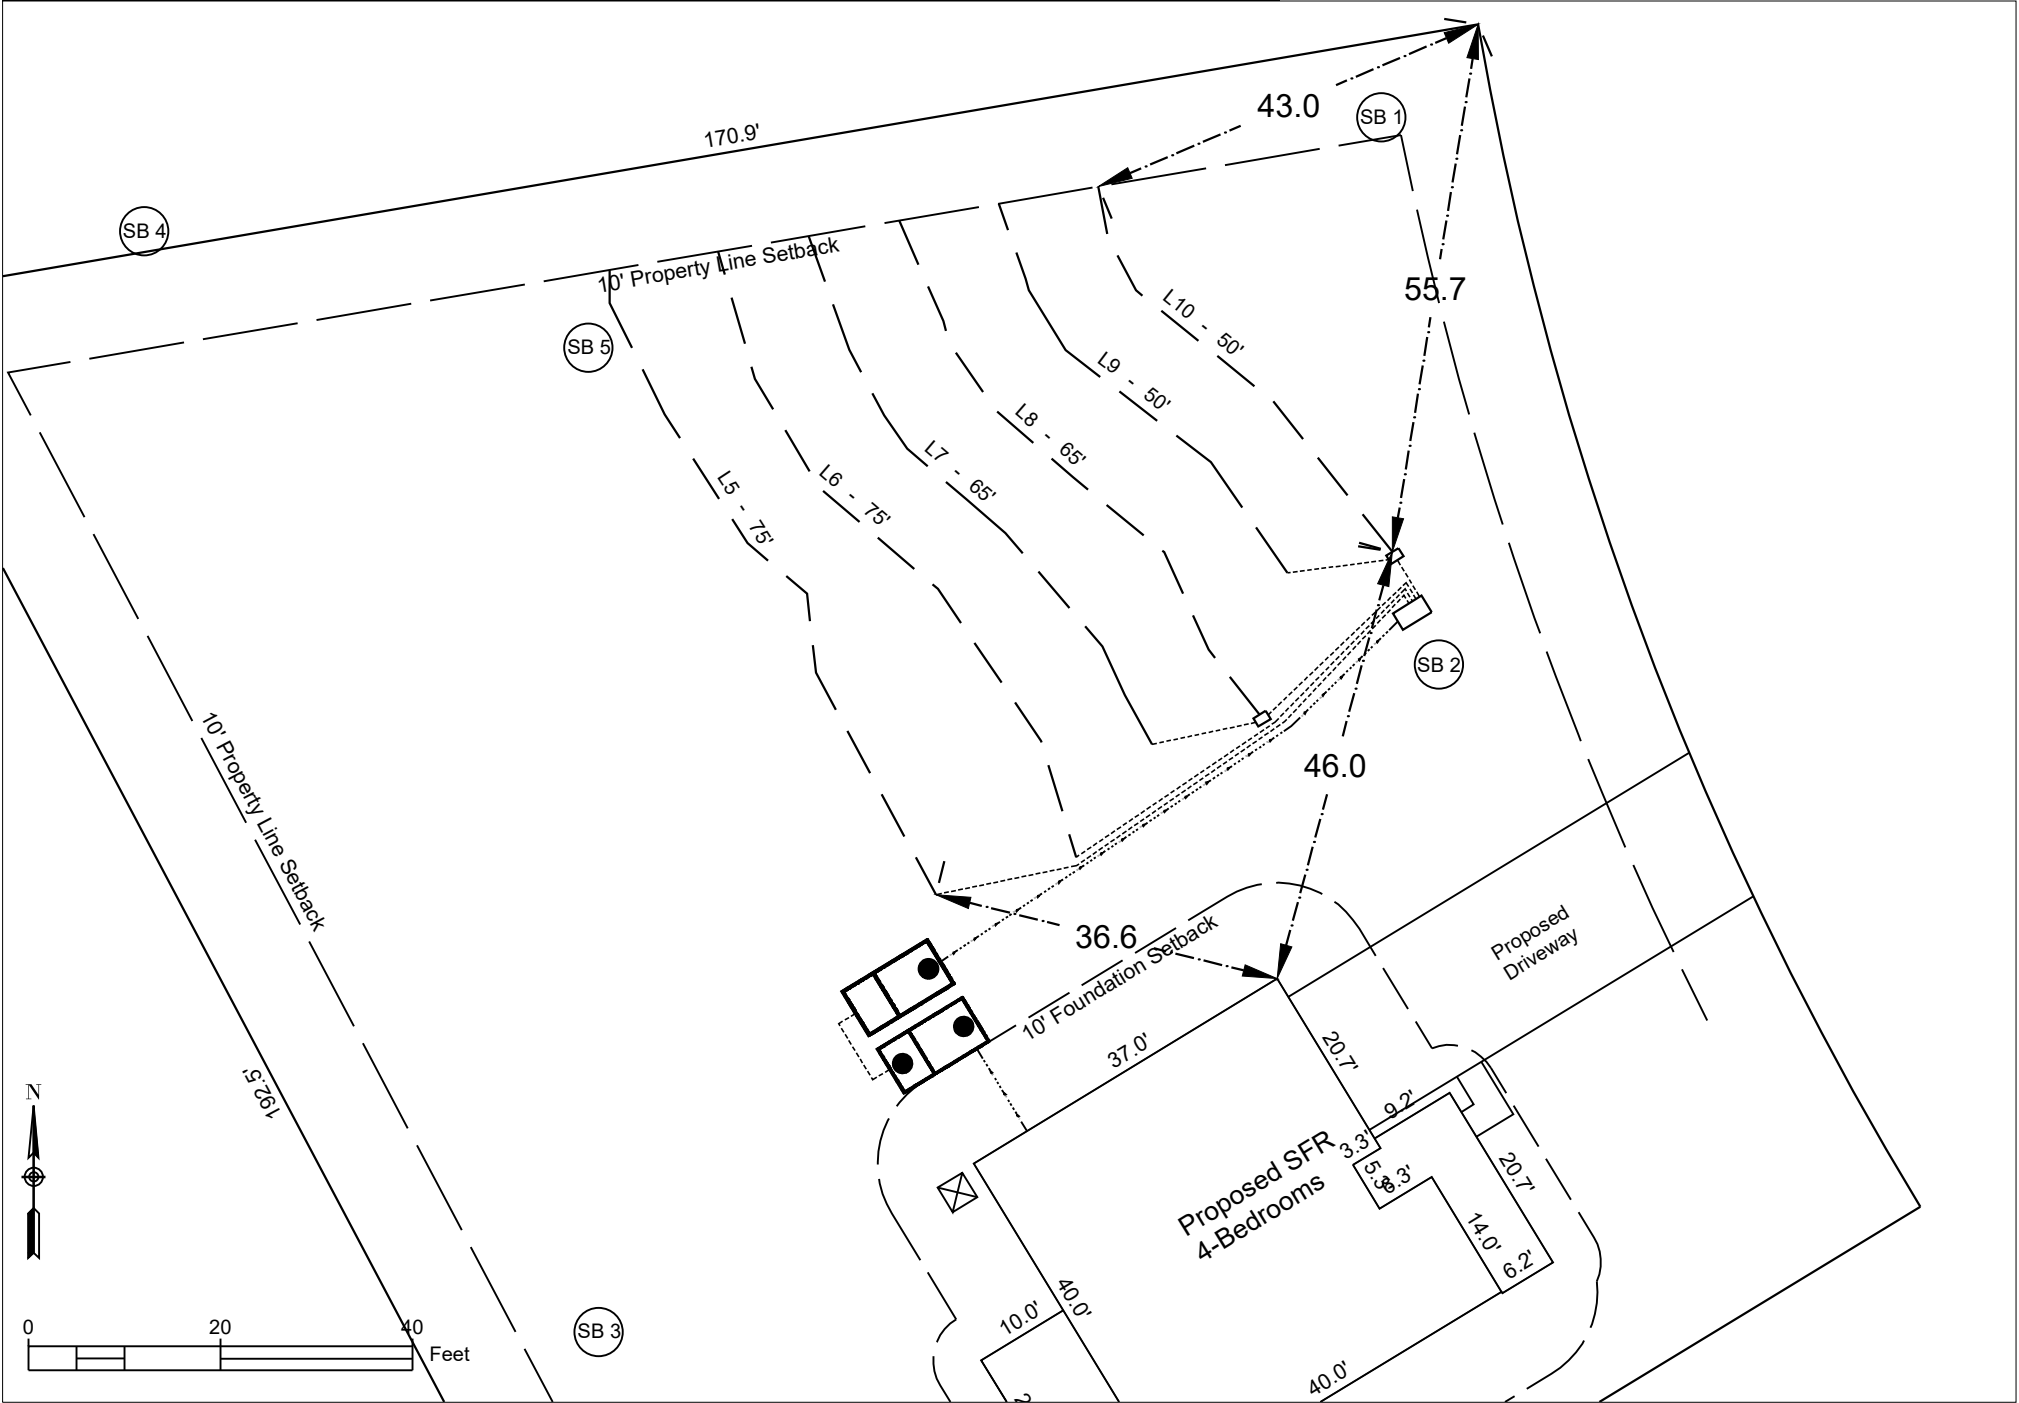 43.0
SB 1
170.9'
SB 4
10' Property Line Setback
55.7
L10 - 50'
SB 5
L9 - 50'
L8 - 65'
L7 - 65'
L6 - 75'
L5 - 75'
SB 2
46.0
10' Property Line Setback
36.6
10' Foundation Setback
Proposed
Driveway
37.0'
20.7'
192.5'
N
9.2'
3.3'
5.3'
6.3'
20.7'
Proposed SFR
4-Bedrooms
14.0'
6.2'
40.0'
10.0'
SB 3
0 20 40
Feet
40.0'
2